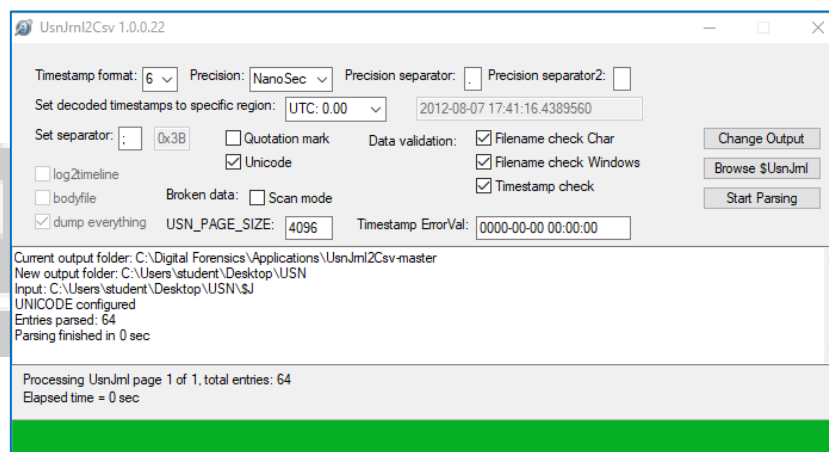 UsnJrnl2Csv 1.0.0.22
Timestamp format: 6 Precision: NanoSec Precision separator: . Precision separator2:
Set decoded timestamps to specific region: UTC: 0.00 2012-08-07 17:41:16.4389560
Set separator: ; 0x3B Quotation mark Data validation: Filename check Char Change Output
Unicode Filename check Windows Browse $UsnJrnl
log2timeline
bodyfile Broken data: Scan mode Timestamp check Start Parsing
dump everything USN_PAGE_SIZE: 4096 Timestamp ErrorVal: 0000-00-00 00:00:00
Current output folder: C:\Digital Forensics\Applications\UsnJrnl2Csv-master
New output folder: C:\Users\student\Desktop\USN
Input: C:\Users\student\Desktop\USN\$J
UNICODE configured
Entries parsed: 64
Parsing finished in 0 sec
Processing UsnJrnl page 1 of 1, total entries: 64
Elapsed time = 0 sec